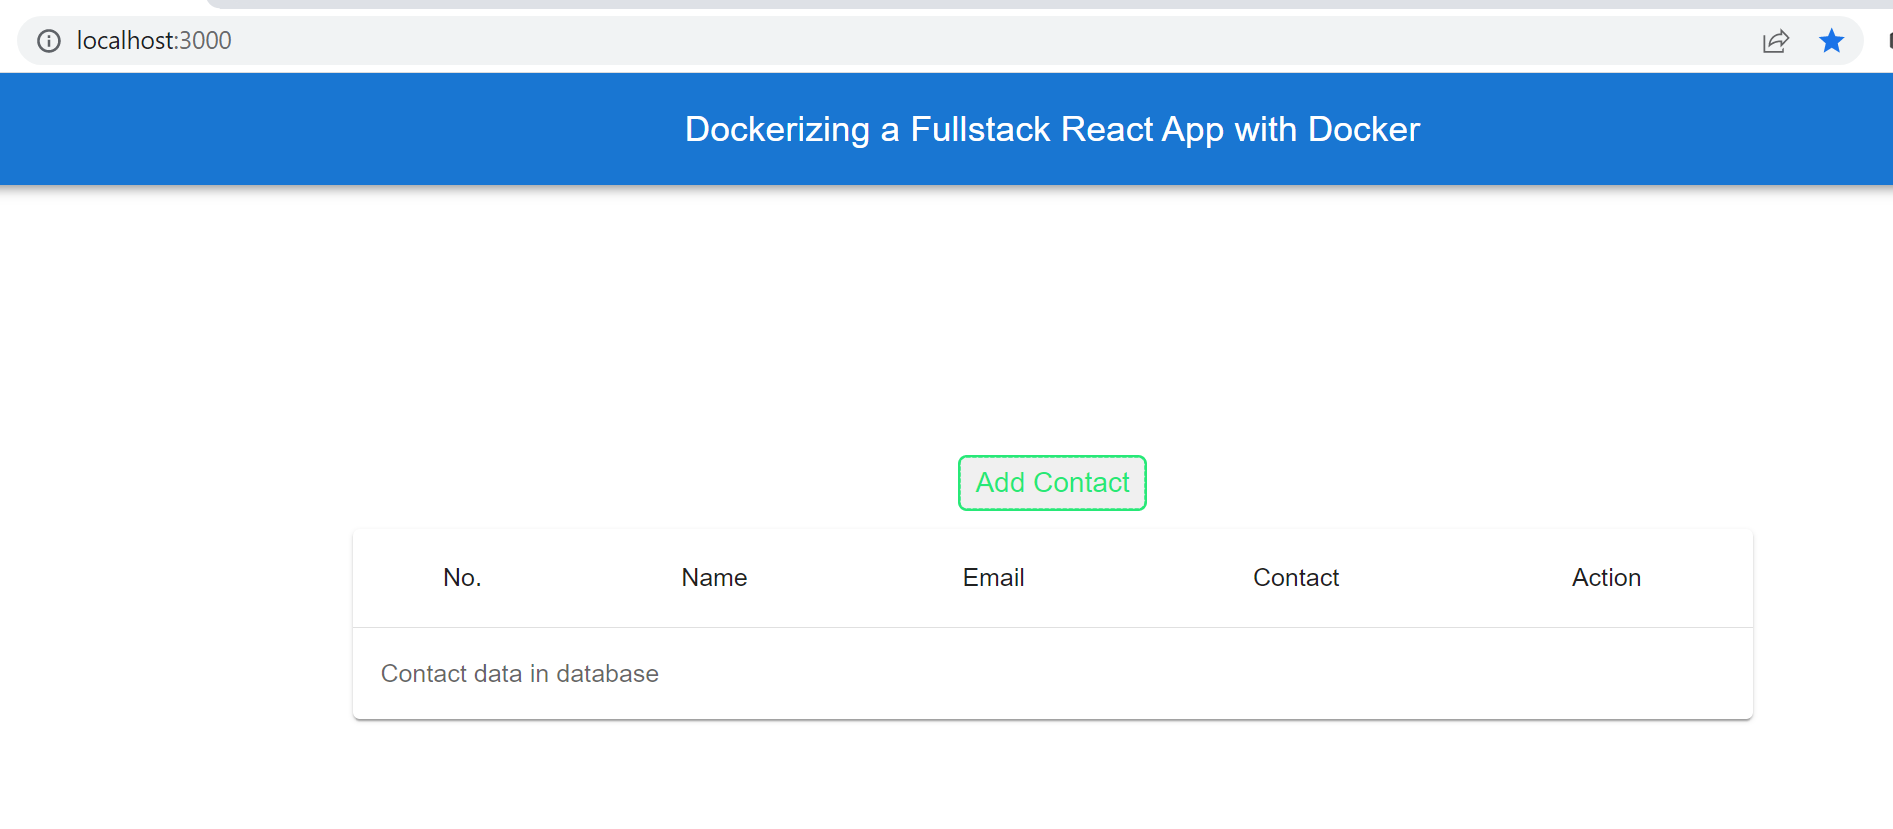 localhost:3000
Dockerizing a Fullstack React App with Docker
Add Contact
No. Name Email Contact Action
Contact data in database